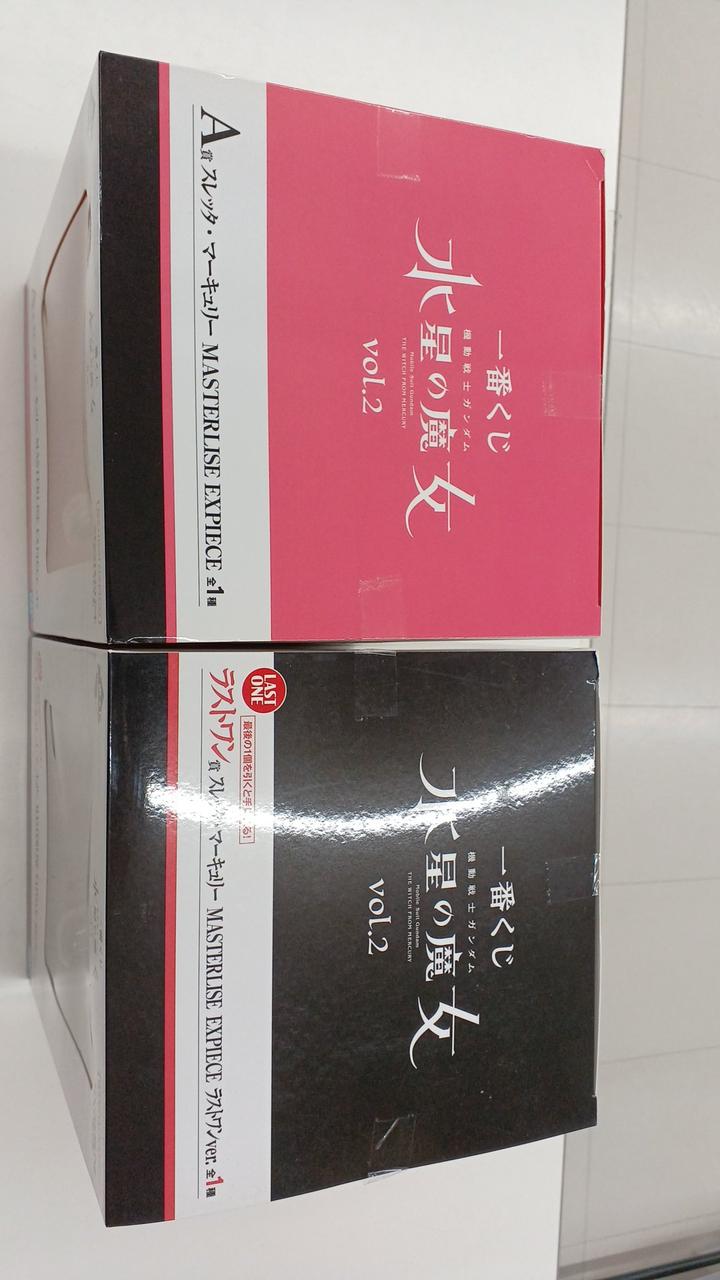 一番くじ
機動戦士ガンダム
水星の魔女
Mobile Suit Gundam
THE WITCH FROM MERCURY
vol.2
A賞 スレッタ・マーキュリー MASTERLISE EXPIECE 全1種
一番くじ
機動戦士ガンダム
水星の魔女
Mobile Suit Gundam
THE WITCH FROM MERCURY
vol.2
LAST ONE
最後の1個を引くと手に入る!
ラストワン賞 スレッタ・マーキュリー MASTERLISE EXPIECE ラストワンver. 全1種